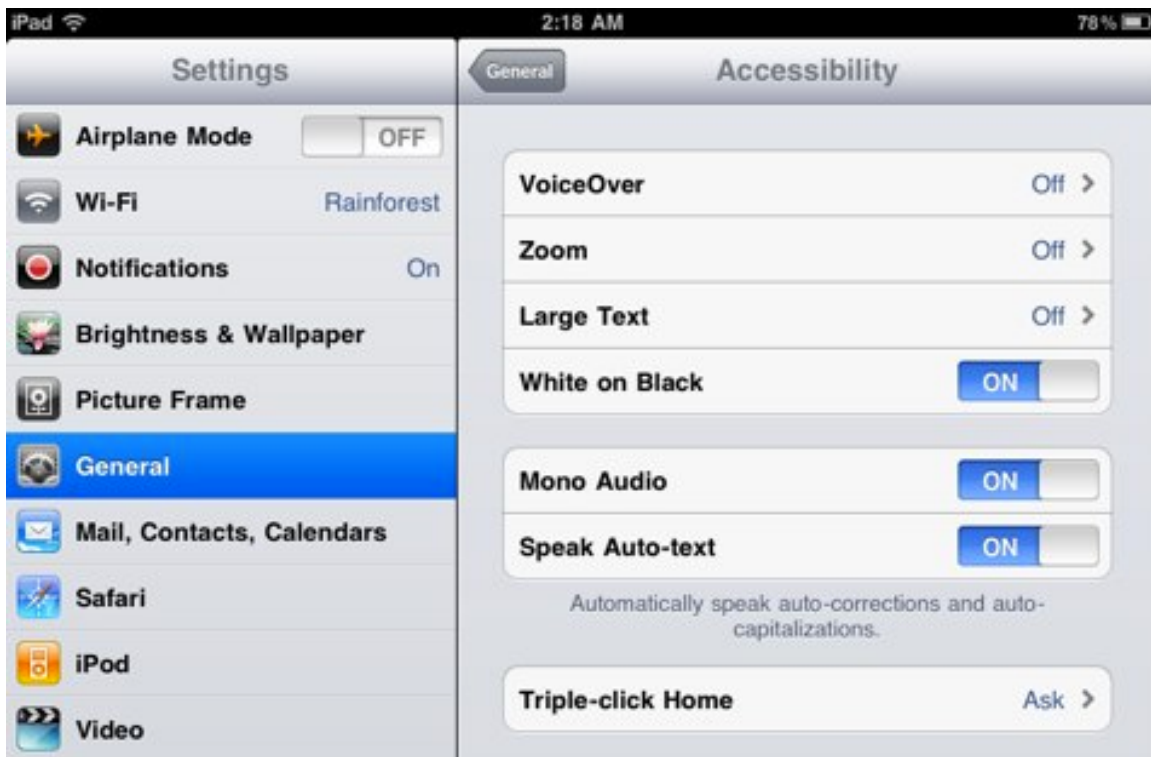 iPad 2:18 AM 78%
Settings
Airplane Mode OFF
Wi-Fi Rainforest
Notifications On
Brightness & Wallpaper
Picture Frame
General
Mail, Contacts, Calendars
Safari
iPod
Video
General Accessibility
VoiceOver Off
Zoom Off
Large Text Off
White on Black ON
Mono Audio ON
Speak Auto-text ON
Automatically speak auto-corrections and auto-
capitalizations.
Triple-click Home Ask